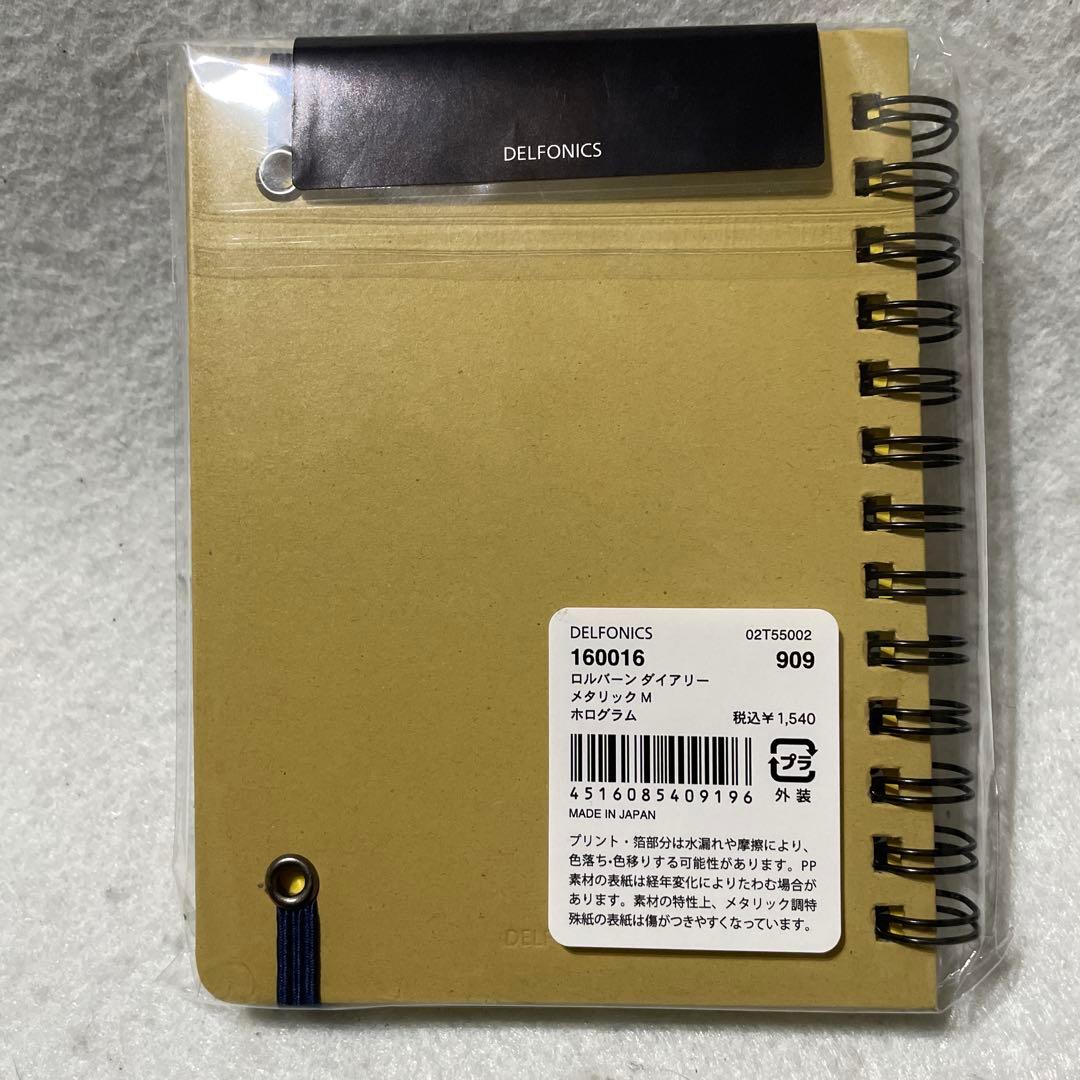 DELFONICS
DELFONICS 02T55002
160016 909
ロルバーン ダイアリー
メタリック M
ホログラム 税込¥1,540
プラ
4516085409196 外装
MADE IN JAPAN
プリント・箔部分は水濡れや摩擦により、
色落ち・色移りする可能性があります。PP
素材の表紙は経年変化によりたわむ場合が
あります。素材の特性上、メタリック調特
殊紙の表紙は傷がつきやすくなっています。